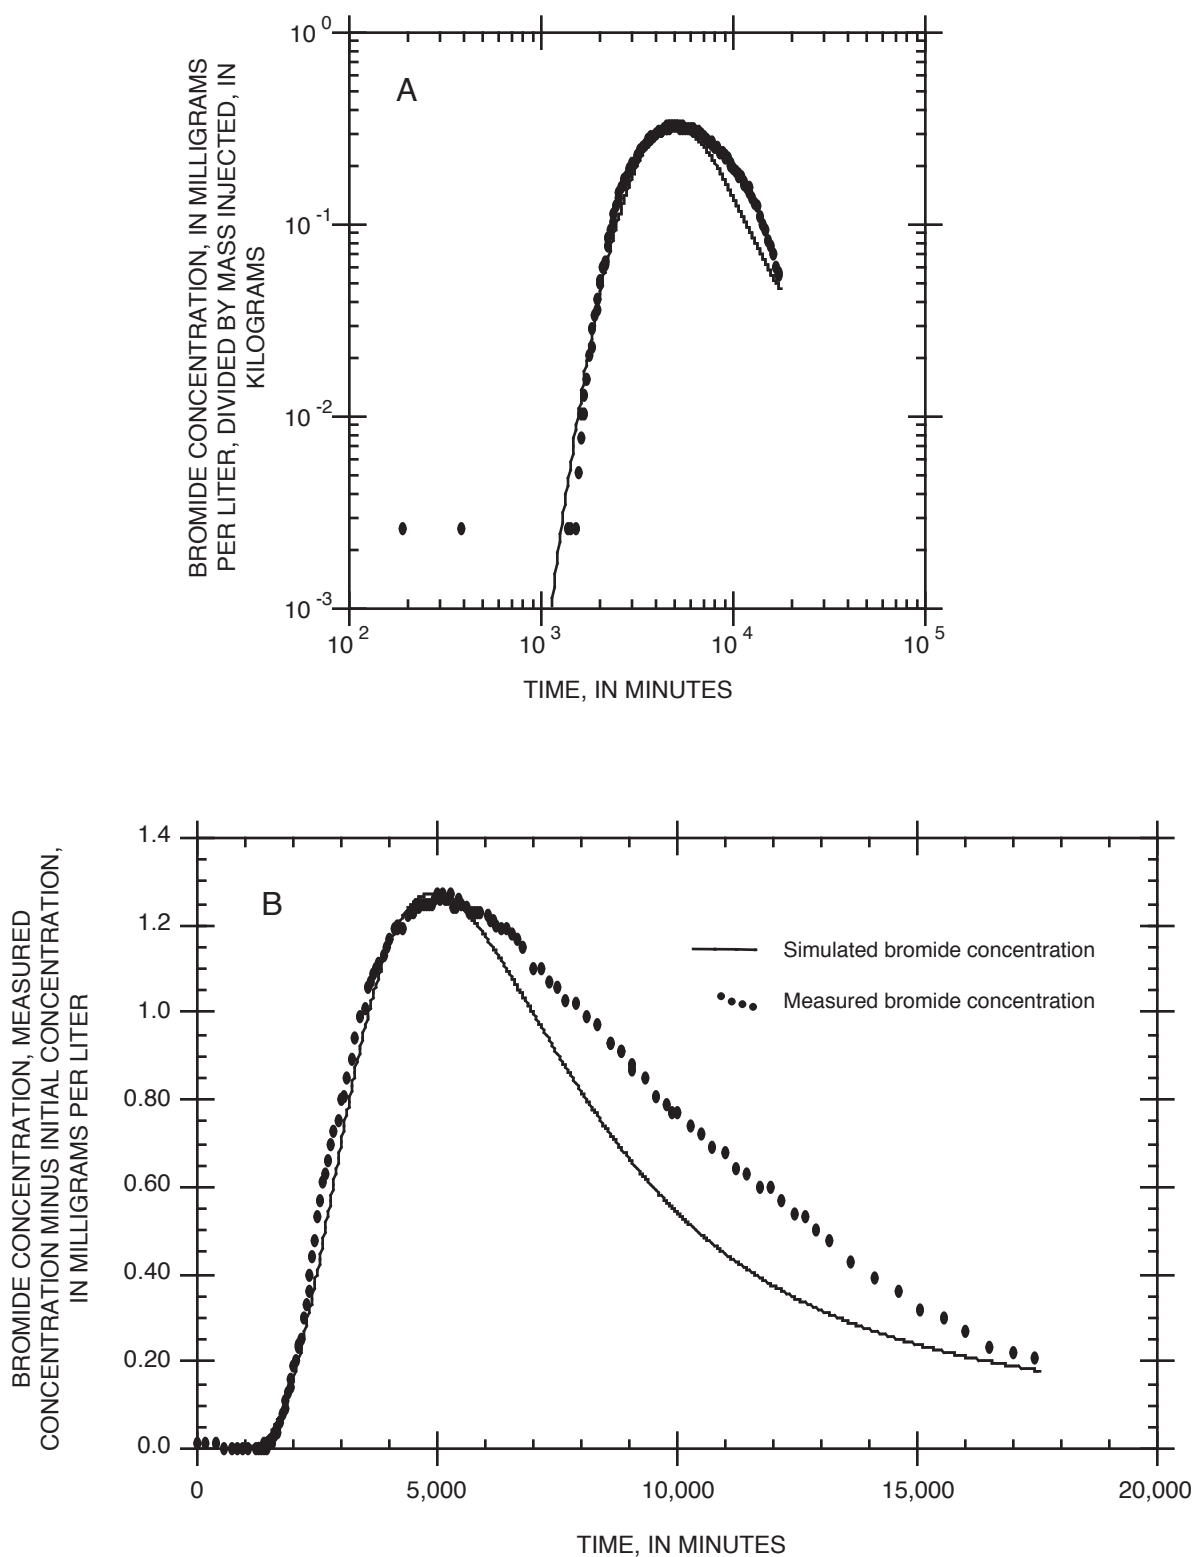 BROMIDE CONCENTRATION, IN MILLIGRAMS
PER LITER, DIVIDED BY MASS INJECTED, IN
KILOGRAMS
10 0
10 -1
10 -2
10 -3
A
10 2
10 3
10 4
10 5
TIME, IN MINUTES
BROMIDE CONCENTRATION, MEASURED
CONCENTRATION MINUS INITIAL CONCENTRATION,
IN MILLIGRAMS PER LITER
1.4
1.2
1.0
0.80
0.60
0.40
0.20
0.0
B
Simulated bromide concentration
Measured bromide concentration
0
5,000
10,000
15,000
20,000
TIME, IN MINUTES